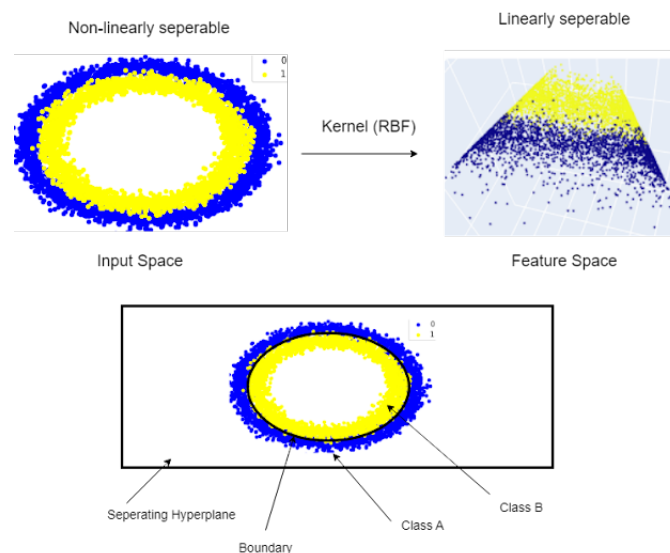 Non-linearly seperable
Linearly seperable
0
1
Kernel (RBF)
Input Space
Feature Space
0
1
Class B
Seperating Hyperplane
Class A
Boundary